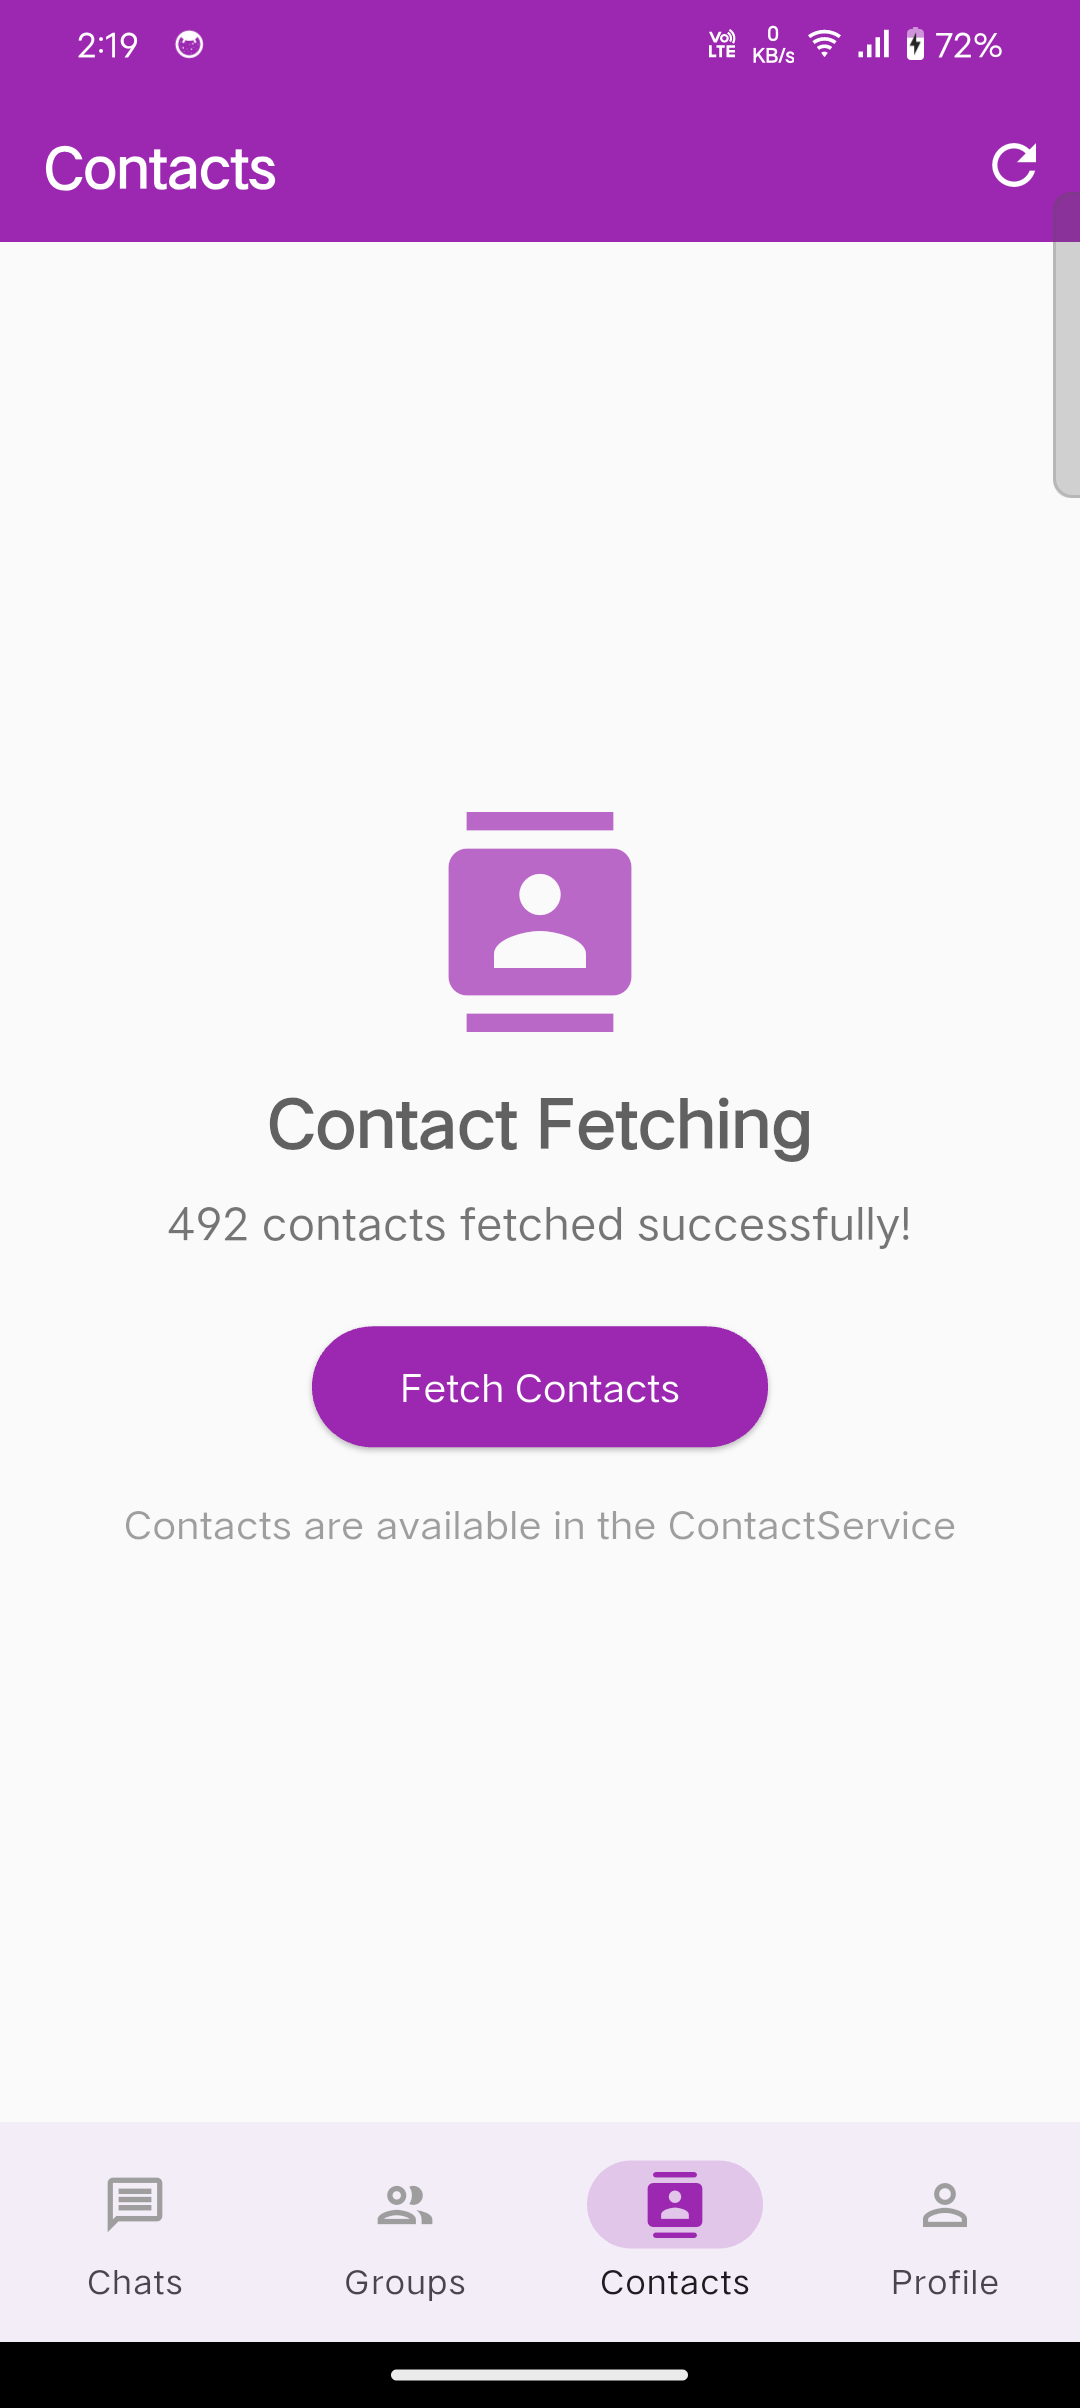 2:19
Vo LTE 0 KB/s 72%
Contacts
Contact Fetching
492 contacts fetched successfully!
Fetch Contacts
Contacts are available in the ContactService
Chats Groups Contacts Profile